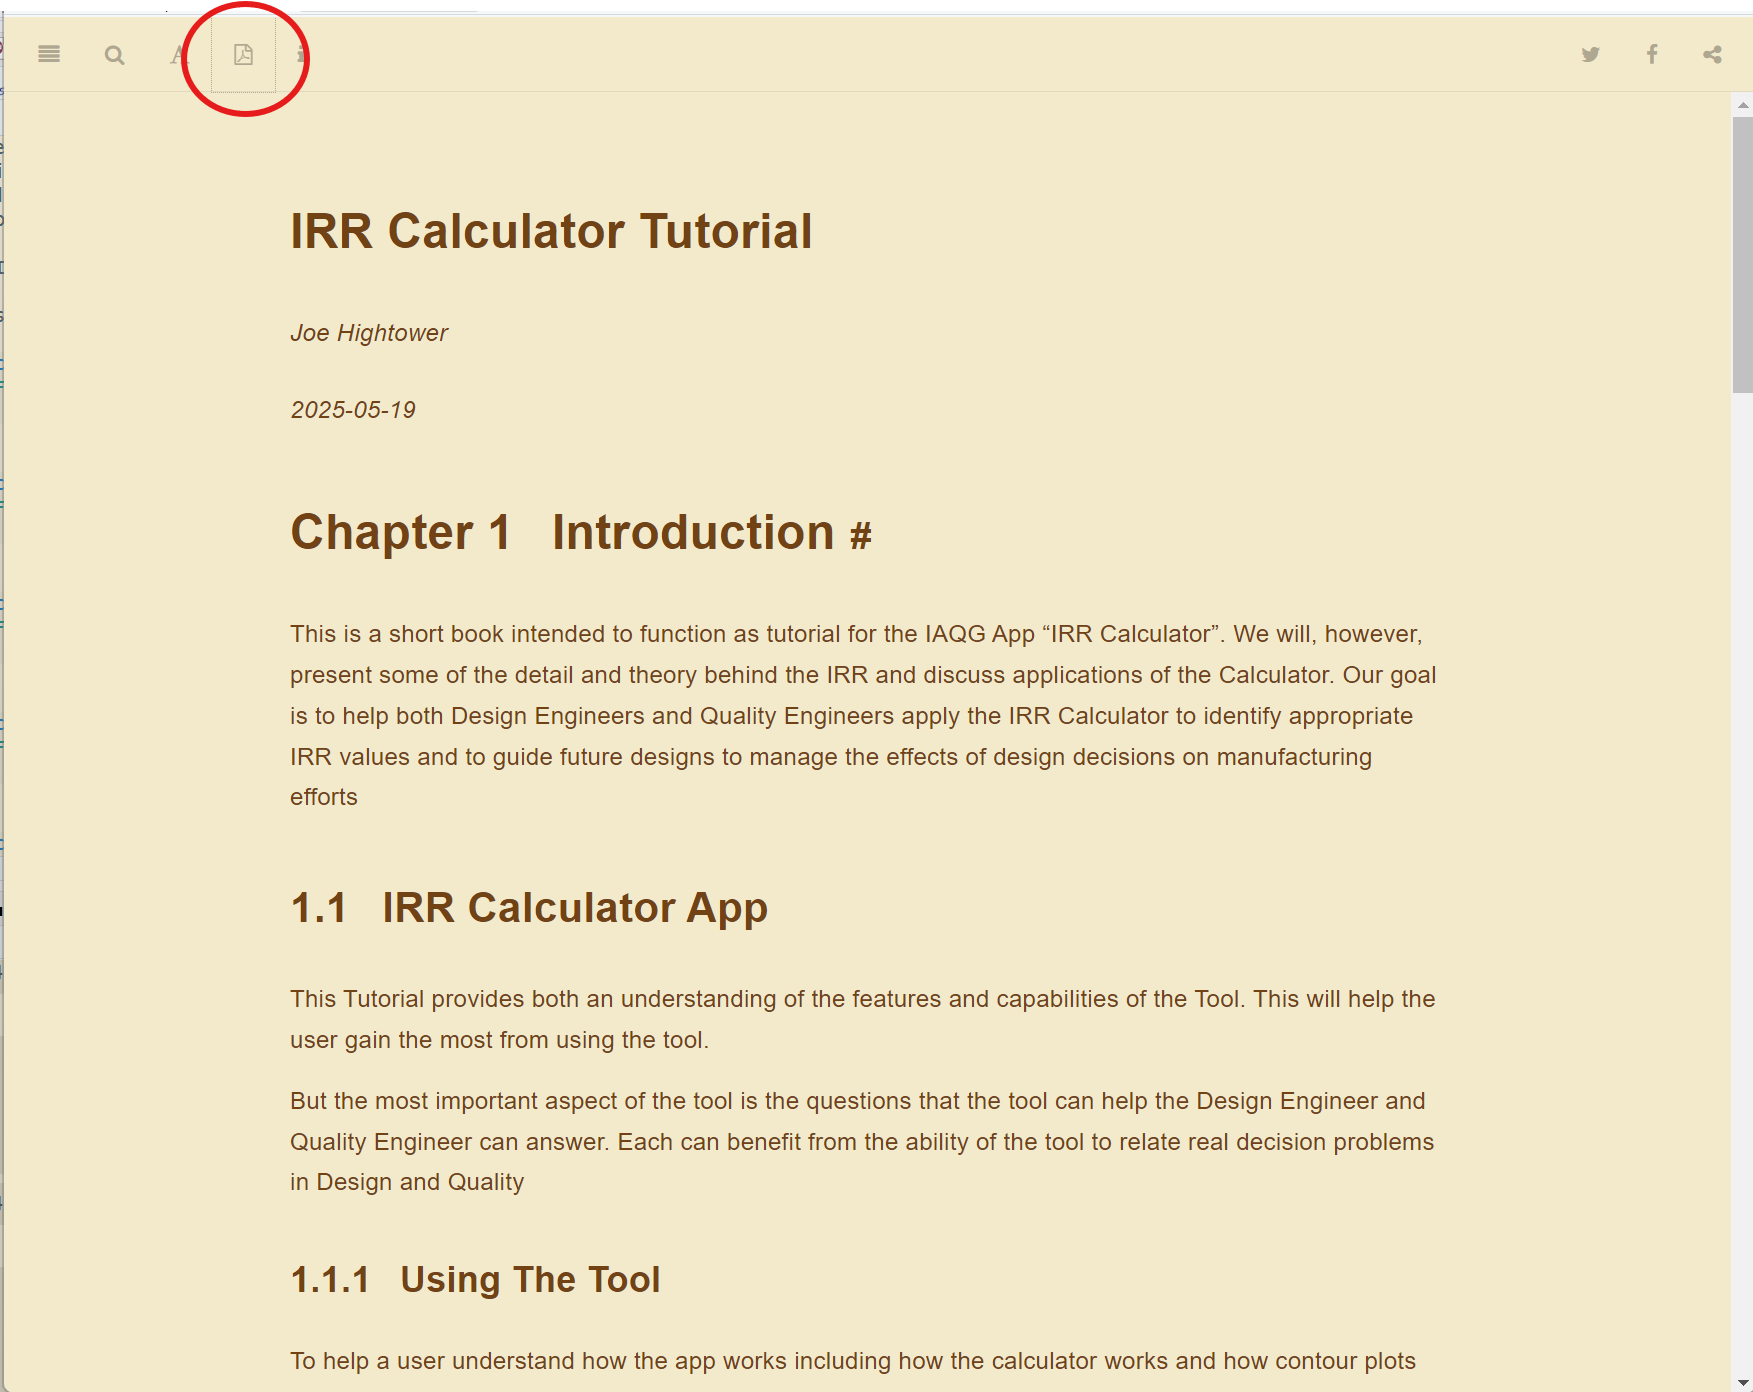 A
i
IRR Calculator Tutorial
Joe Hightower
2025-05-19
Chapter 1 Introduction #
This is a short book intended to function as tutorial for the IAQG App “IRR Calculator”. We will, however,
present some of the detail and theory behind the IRR and discuss applications of the Calculator. Our goal
is to help both Design Engineers and Quality Engineers apply the IRR Calculator to identify appropriate
IRR values and to guide future designs to manage the effects of design decisions on manufacturing
efforts
1.1 IRR Calculator App
This Tutorial provides both an understanding of the features and capabilities of the Tool. This will help the
user gain the most from using the tool.
But the most important aspect of the tool is the questions that the tool can help the Design Engineer and
Quality Engineer can answer. Each can benefit from the ability of the tool to relate real decision problems
in Design and Quality
1.1.1 Using The Tool
To help a user understand how the app works including how the calculator works and how contour plots